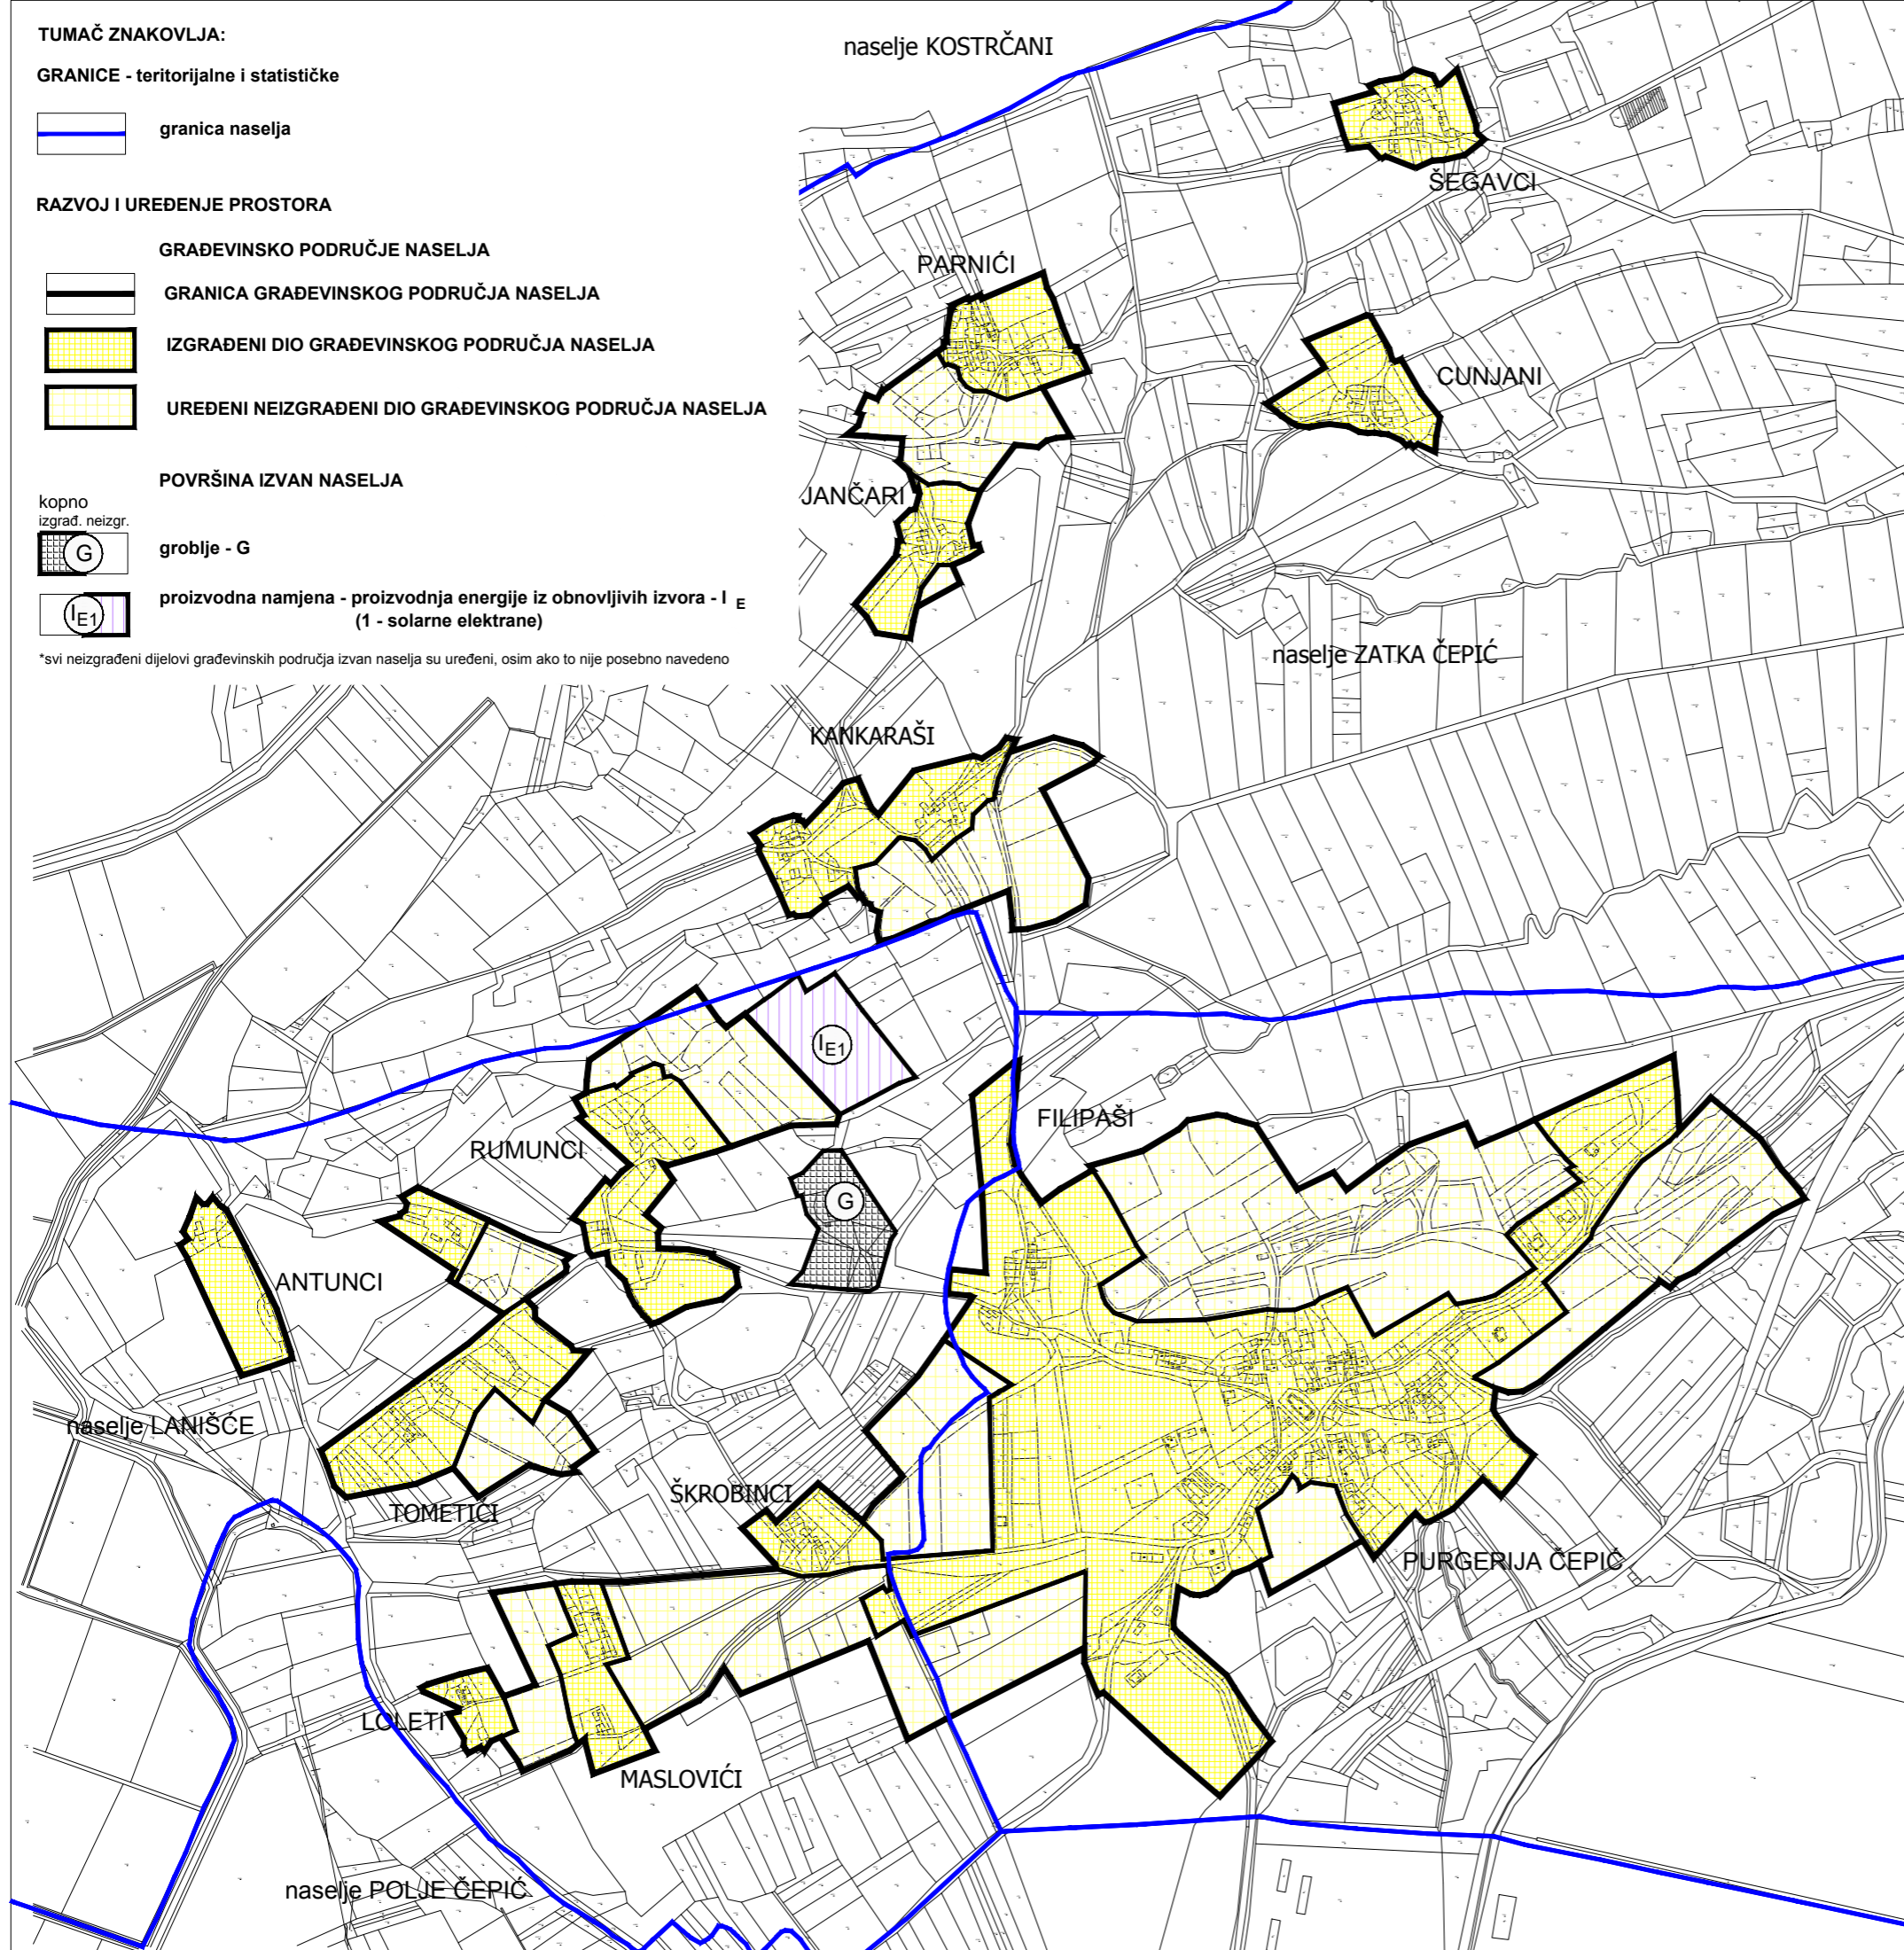 TUMAČ ZNAKOVLJA:
GRANICE - teritorijalne i statističke
granica naselja
RAZVOJ I UREĐENJE PROSTORA
GRAĐEVINSKO PODRUČJE NASELJA
GRANICA GRAĐEVINSKOG PODRUČJA NASELJA
IZGRAĐENI DIO GRAĐEVINSKOG PODRUČJA NASELJA
UREĐENI NEIZGRAĐENI DIO GRAĐEVINSKOG PODRUČJA NASELJA
POVRŠINA IZVAN NASELJA
kopno
izgrađ. neizgr.
G
groblje - G
IE1
proizvodna namjena - proizvodnja energije iz obnovljivih izvora - I E
(1 - solarne elektrane)
*svi neizgrađeni dijelovi građevinskih područja izvan naselja su uređeni, osim ako to nije posebno navedeno
naselje KOSTRČANI
ŠEGAVCI
PARNIĆI
CUNJANI
JANČARI
naselje ZATKA ČEPIĆ
KANKARAŠI
IE1
FILIPAŠI
RUMUNCI
G
ANTUNCI
naselje LANIŠĆE
ŠKROBINCI
TOMETICI
PURGERIJA ČEPIĆ
LOLETI
MASLOVIĆI
naselje POLJE ČEPIĆ